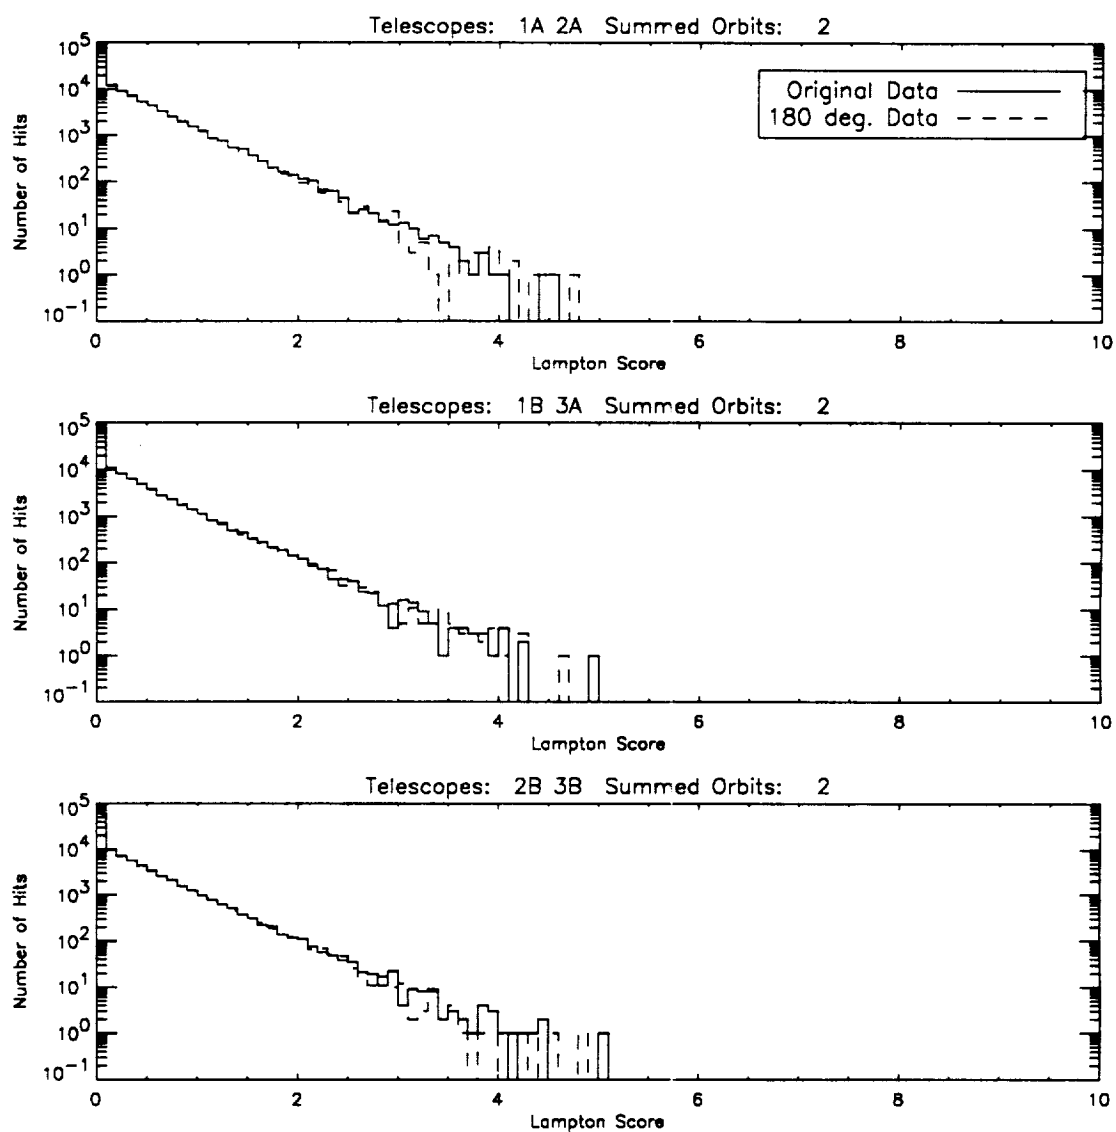 Telescopes: 1A 2A Summed Orbits: 2
10^5
10^4
10^3
10^2
10^1
10^0
10^-1
Number of Hits
Original Data
180 deg. Data
0 2 4 6 8 10
Lampton Score
Telescopes: 1B 3A Summed Orbits: 2
10^5
10^4
10^3
10^2
10^1
10^0
10^-1
Number of Hits
0 2 4 6 8 10
Lampton Score
Telescopes: 2B 3B Summed Orbits: 2
10^5
10^4
10^3
10^2
10^1
10^0
10^-1
Number of Hits
0 2 4 6 8 10
Lampton Score